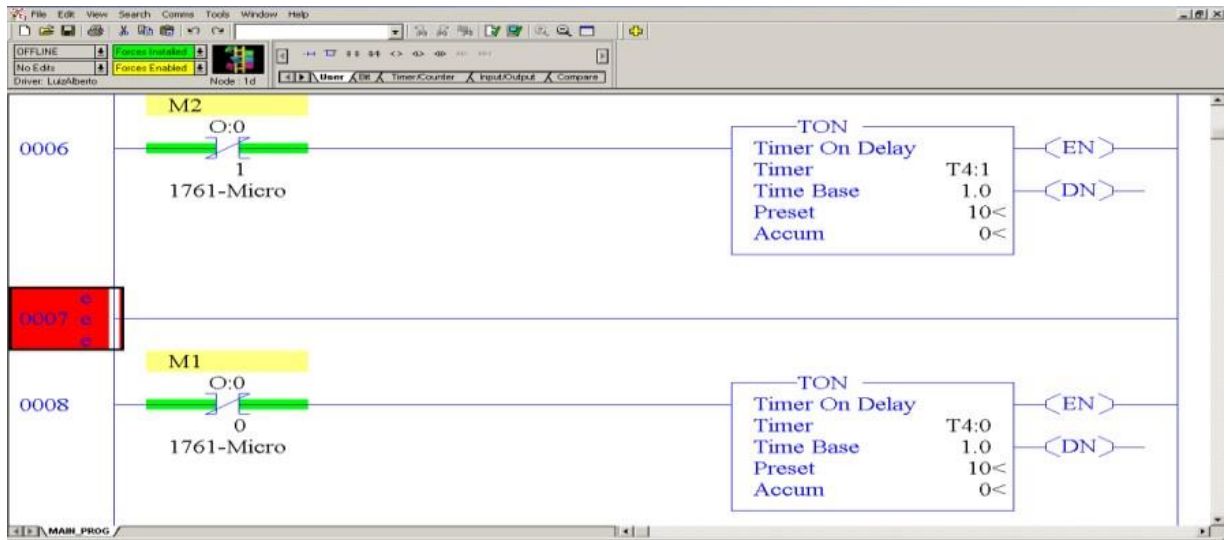 File Edit View Search Comms Tools Window Help
OFFLINE Forces Installed
No Edits Forces Enabled
Driver: LuizAlberto Node : 1d
User Bit Timer/Counter Input/Output Compare
M2
O:0
0006
1
1761-Micro
TON
Timer On Delay
Timer T4:1
Time Base 1.0
Preset 10<
Accum 0<
EN
DN
e
0007 e
e
M1
O:0
0008
0
1761-Micro
TON
Timer On Delay
Timer T4:0
Time Base 1.0
Preset 10<
Accum 0<
EN
DN
MAIN_PROG